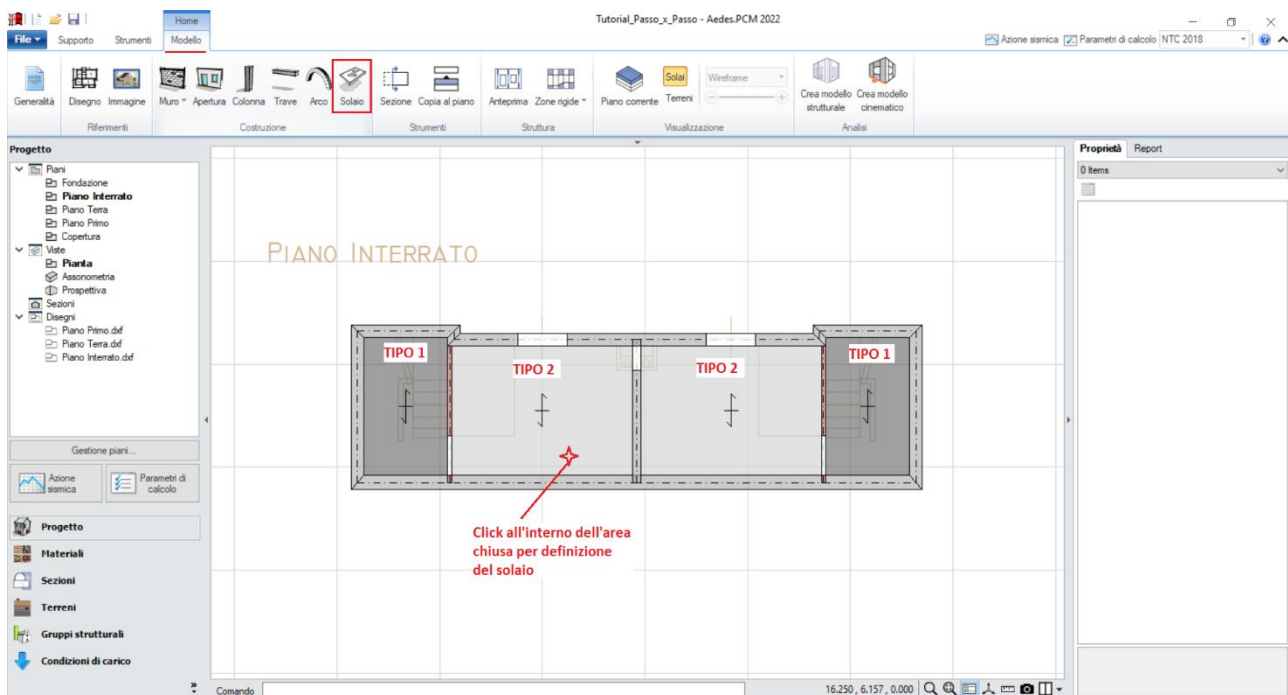 Home
Tutorial_Passo_x_Passo - Aedes.PCM 2022
File Supporto Strumenti Modello
Azione sismica Parametri di calcolo NTC 2018
Generalità Disegno Immagine Muro Apertura Colonna Trave Arco Solaio Sezione Copia al piano Anteprima Zone rigide Piano corrente Solai Terreni Wireframe Crea modello strutturale Crea modello cinematico
Riferimenti Costruzione Strumenti Struttura Visualizzazione Analisi
Progetto
Piani
Fondazione
Piano Interrato
Piano Terra
Piano Primo
Copertura
Viste
Pianta
Assonometria
Prospettiva
Sezioni
Disegni
Piano Primo.dxf
Piano Terra.dxf
Piano Interrato.dxf
Gestione piani...
Azione sismica
Parametri di calcolo
Progetto
Materiali
Sezioni
Terreni
Gruppi strutturali
Condizioni di carico
PIANO INTERRATO
TIPO 1
TIPO 2
TIPO 2
TIPO 1
Click all'interno dell'area
chiusa per definizione
del solaio
Proprietà Report
0 Items
Comando
16.250 , 6.157 , 0.000